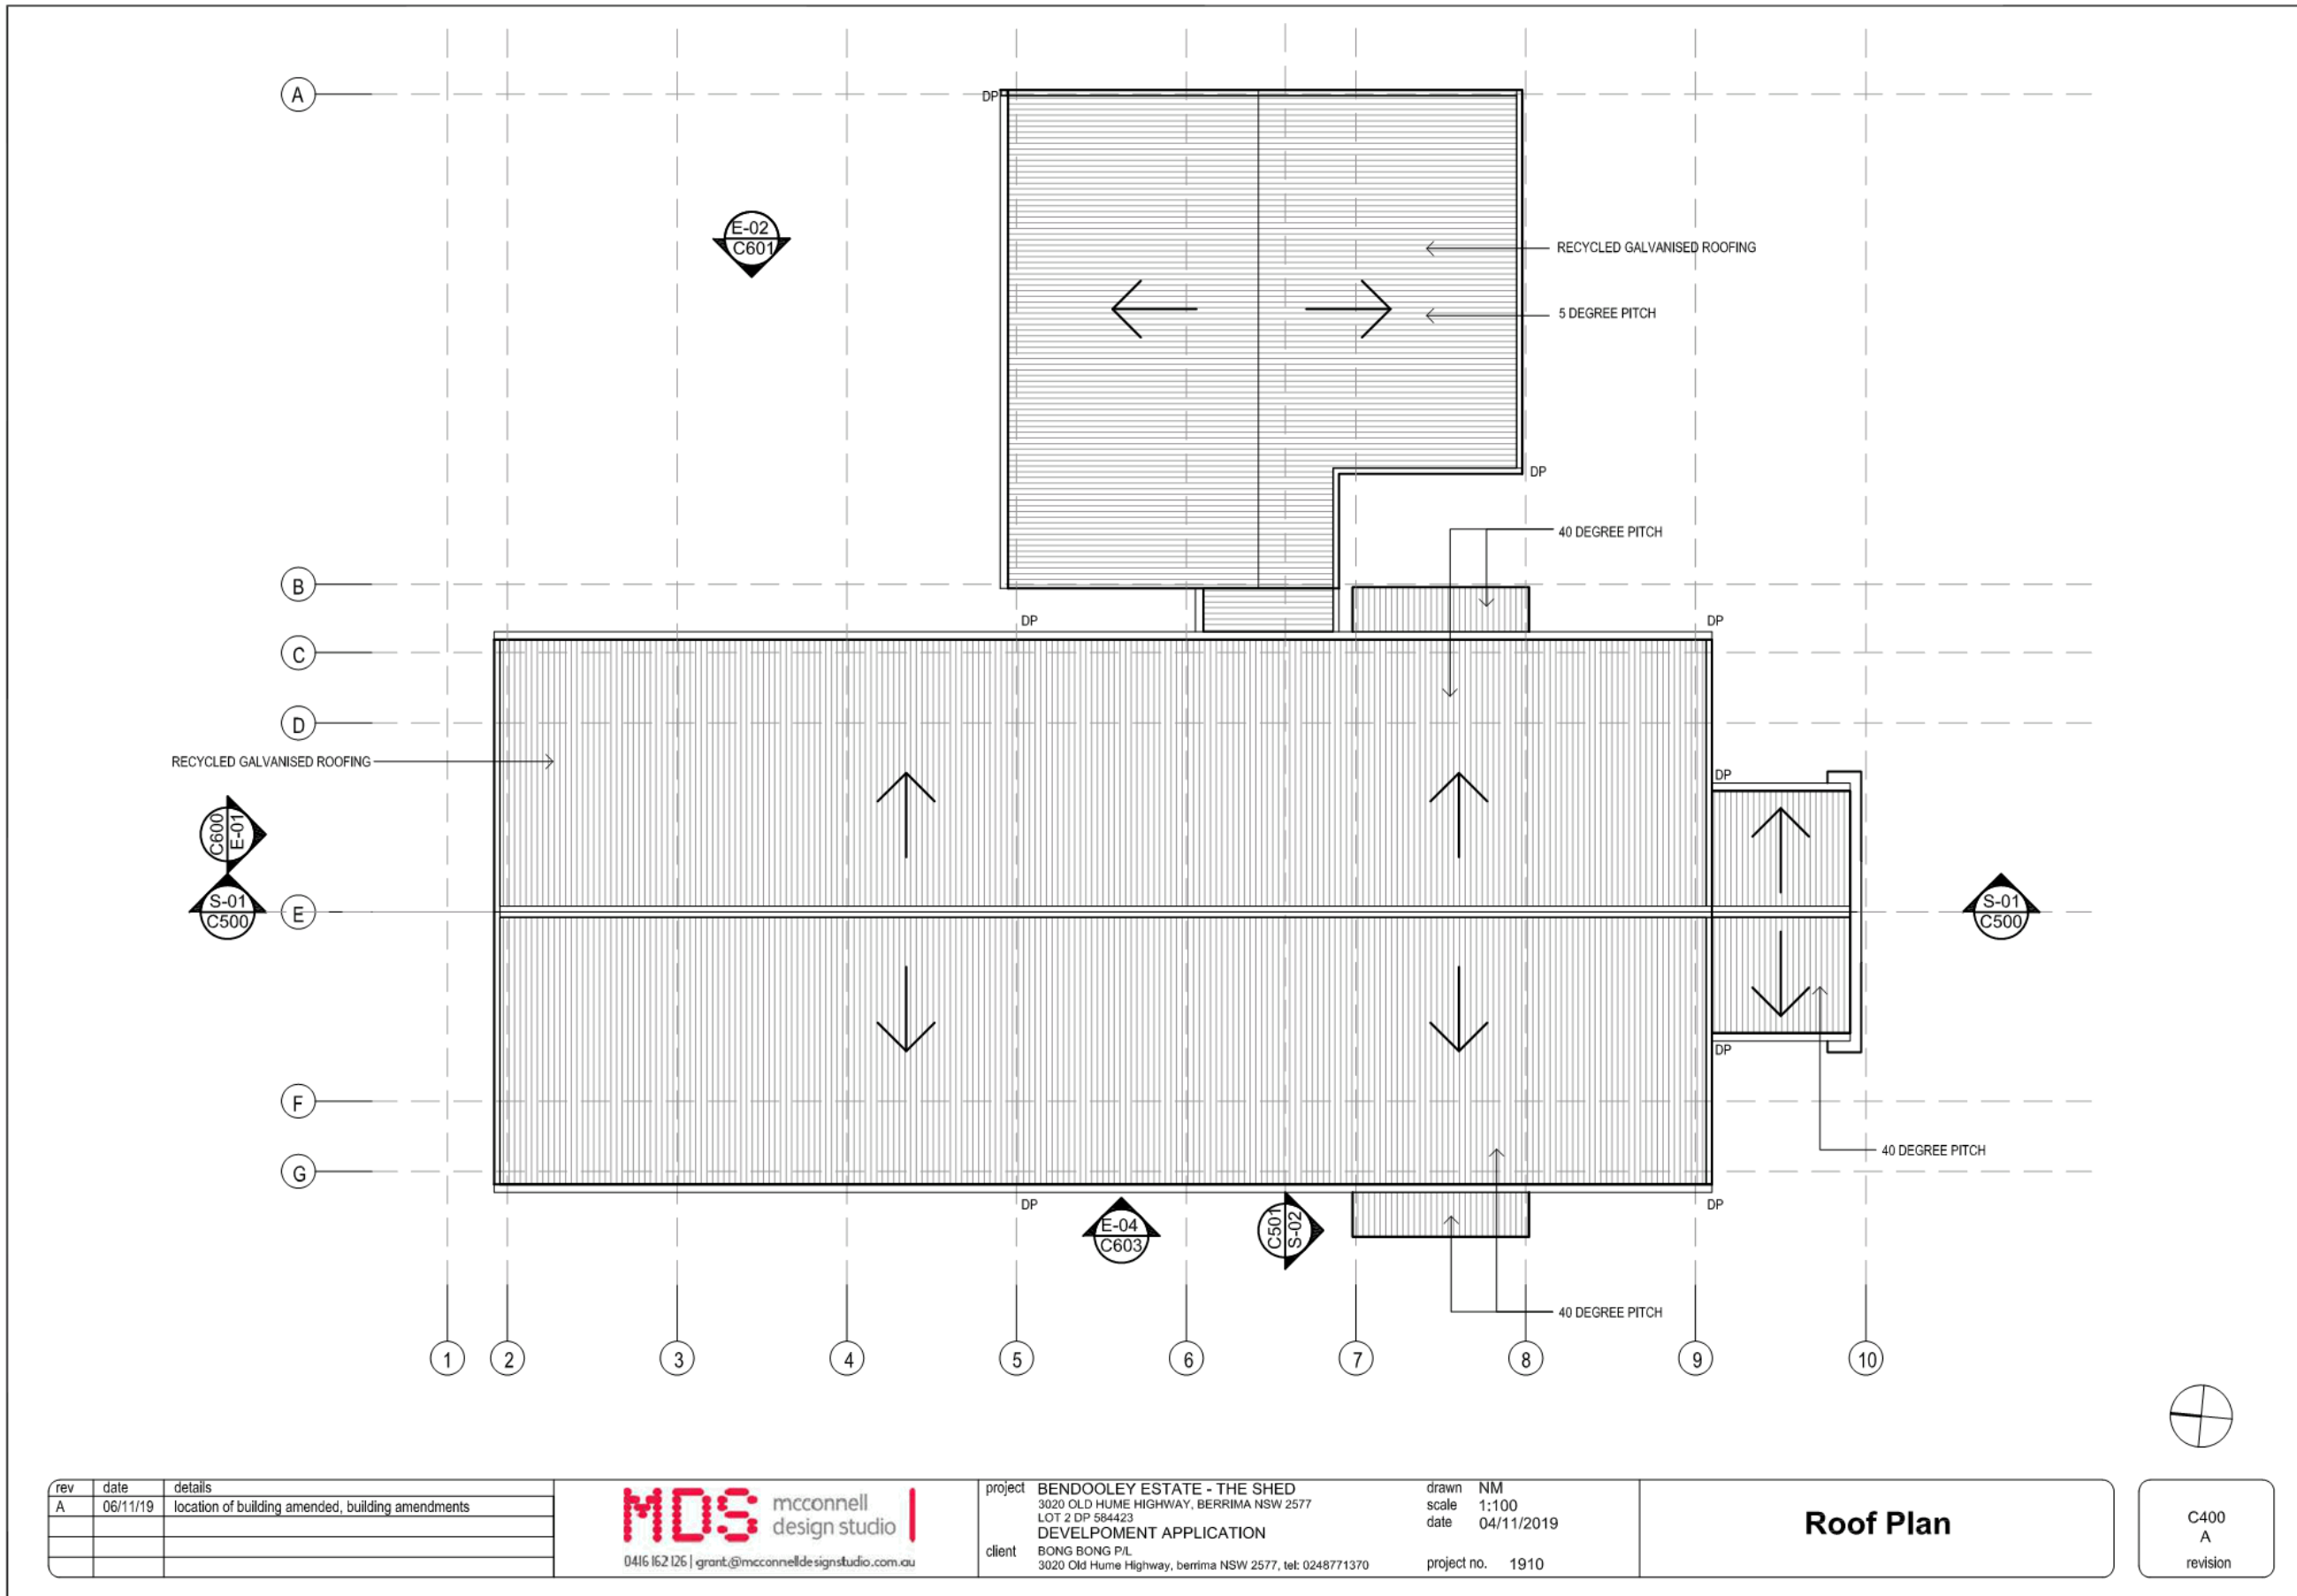 A
DP
E-02
C601
RECYCLED GALVANISED ROOFING
5 DEGREE PITCH
DP
40 DEGREE PITCH
B
DP
DP
C
D
RECYCLED GALVANISED ROOFING
DP
C600
E-01
S-01
C500
E
S-01
C500
DP
F
40 DEGREE PITCH
G
DP
DP
E-04
C603
C501
S-02
40 DEGREE PITCH
1
2
3
4
5
6
7
8
9
10
rev date details
A 06/11/19 location of building amended, building amendments
MDS mcconnell
design studio
0416 162 126 | grant@mcconnelldesignstudio.com.au
project BENDOOLEY ESTATE - THE SHED
3020 OLD HUME HIGHWAY, BERRIMA NSW 2577
LOT 2 DP 584423
DEVELPOMENT APPLICATION
client BONG BONG P/L
3020 Old Hume Highway, berrima NSW 2577, tel: 0248771370
drawn NM
scale 1:100
date 04/11/2019
project no. 1910
Roof Plan
C400
A
revision